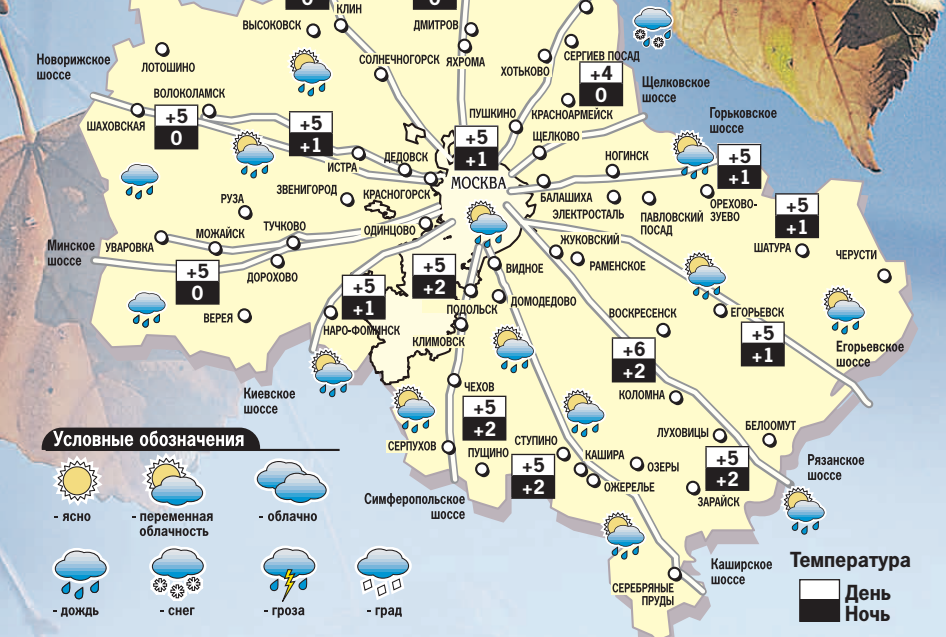 0
0
КЛИН
ВЫСОКОВСК
ДМИТРОВ
Новорижское
шоссе
ЛОТОШИНО
СОЛНЕЧНОГОРСК
ЯХРОМА
СЕРГИЕВ ПОСАД
ХОТЬКОВО
+4
0
Щелковское
шоссе
ВОЛОКОЛАМСК
ШАХОВСКАЯ
+5
0
+5
+1
ПУШКИНО
КРАСНОАРМЕЙСК
Горьковское
шоссе
+5
+1
ЩЕЛКОВО
ИСТРА
ДЕДОВСК
НОГИНСК
+5
+1
МОСКВА
КРАСНОГОРСК
ЗВЕНИГОРОД
РУЗА
БАЛАШИХА
ЭЛЕКТРОСТАЛЬ
ПАВЛОВСКИЙ
ПОСАД
ОРЕХОВО-
ЗУЕВО
+5
+1
ТУЧКОВО
ОДИНЦОВО
Минское
шоссе
УВАРОВКА
МОЖАЙСК
ЖУКОВСКИЙ
РАМЕНСКОЕ
ШАТУРА
ЧЕРУСТИ
+5
0
ДОРОХОВО
+5
+2
ВИДНОЕ
+5
+1
ДОМОДЕДОВО
ПОДОЛЬСК
ВЕРЕЯ
НАРО-ФОМИНСК
КЛИМОВСК
ВОСКРЕСЕНСК
ЕГОРЬЕВСК
+5
+1
Егорьевское
шоссе
+6
+2
Киевское
шоссе
ЧЕХОВ
КОЛОМНА
+5
+2
ЛУХОВИЦЫ
БЕЛООМУТ
СЕРПУХОВ
ПУЩИНО
СТУПИНО
+5
+2
КАШИРА
ОЗЕРЫ
ОЖЕРЕЛЬЕ
+5
+2
ЗАРАЙСК
Рязанское
шоссе
Симферопольское
шоссе
Каширское
шоссе
СЕРЕБРЯНЫЕ
ПРУДЫ
Условные обозначения
- ясно
- переменная
облачность
- облачно
- дождь
- снег
- гроза
- град
Температура
День
Ночь